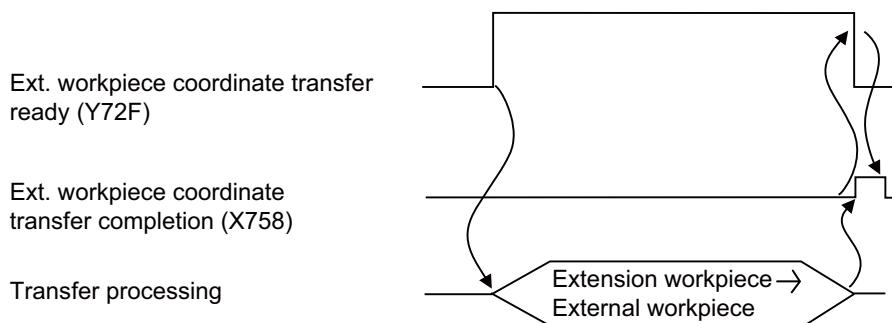 Ext. workpiece coordinate transfer
ready (Y72F)
Ext. workpiece coordinate
transfer completion (X758)
Transfer processing
Extension workpiece →
External workpiece